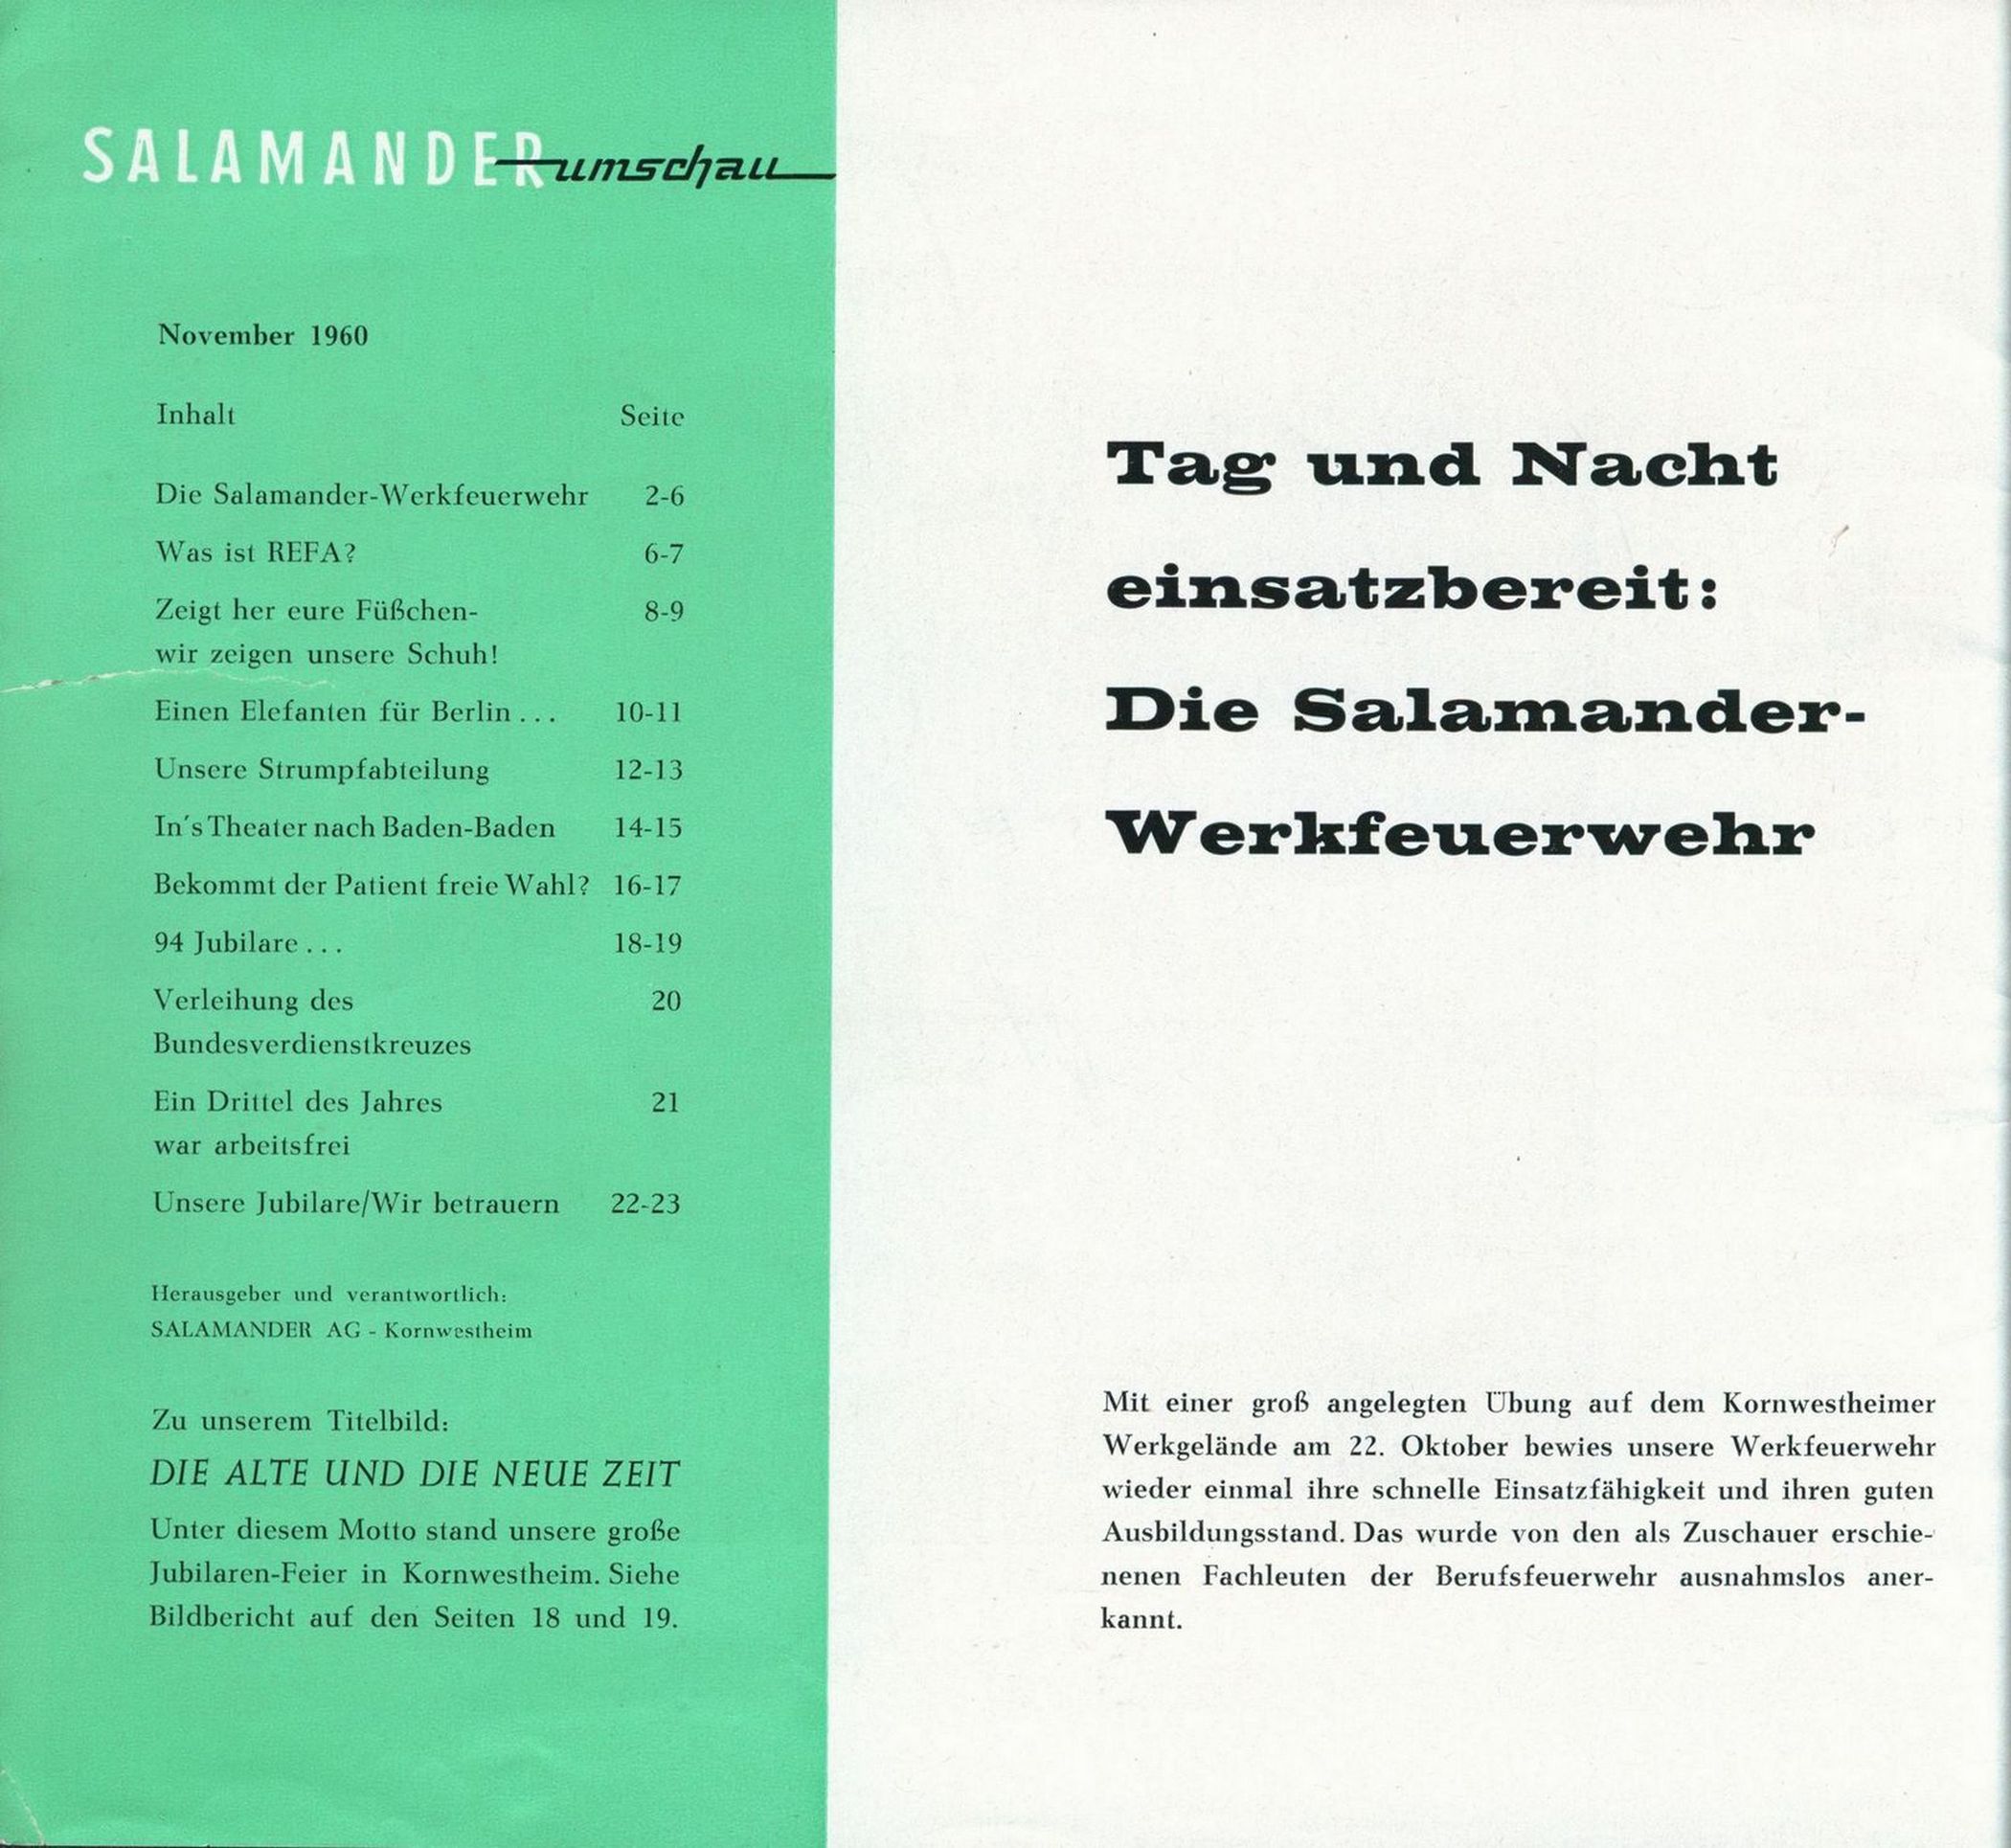 SALAMANDER umschau
November 1960
Inhalt Seite
Die Salamander-Werkfeuerwehr 2-6
Was ist REFA? 6-7
Zeigt her eure Füßchen- 8-9
wir zeigen unsere Schuh!
Einen Elefanten für Berlin... 10-11
Unsere Strumpfabteilung 12-13
In's Theater nach Baden-Baden 14-15
Bekommt der Patient freie Wahl? 16-17
94 Jubilare... 18-19
Verleihung des 20
Bundesverdienstkreuzes
Ein Drittel des Jahres 21
war arbeitsfrei
Unsere Jubilare/Wir betrauern 22-23
Herausgeber und verantwortlich:
SALAMANDER AG - Kornwestheim
Zu unserem Titelbild:
DIE ALTE UND DIE NEUE ZEIT
Unter diesem Motto stand unsere große
Jubilaren-Feier in Kornwestheim. Siehe
Bildbericht auf den Seiten 18 und 19.
Tag und Nacht
einsatzbereit:
Die Salamander-
Werkfeuerwehr
Mit einer groß angelegten Übung auf dem Kornwestheimer
Werkgelände am 22. Oktober bewies unsere Werkfeuerwehr
wieder einmal ihre schnelle Einsatzfähigkeit und ihren guten
Ausbildungsstand. Das wurde von den als Zuschauer erschie-
nenen Fachleuten der Berufsfeuerwehr ausnahmslos aner-
kannt.